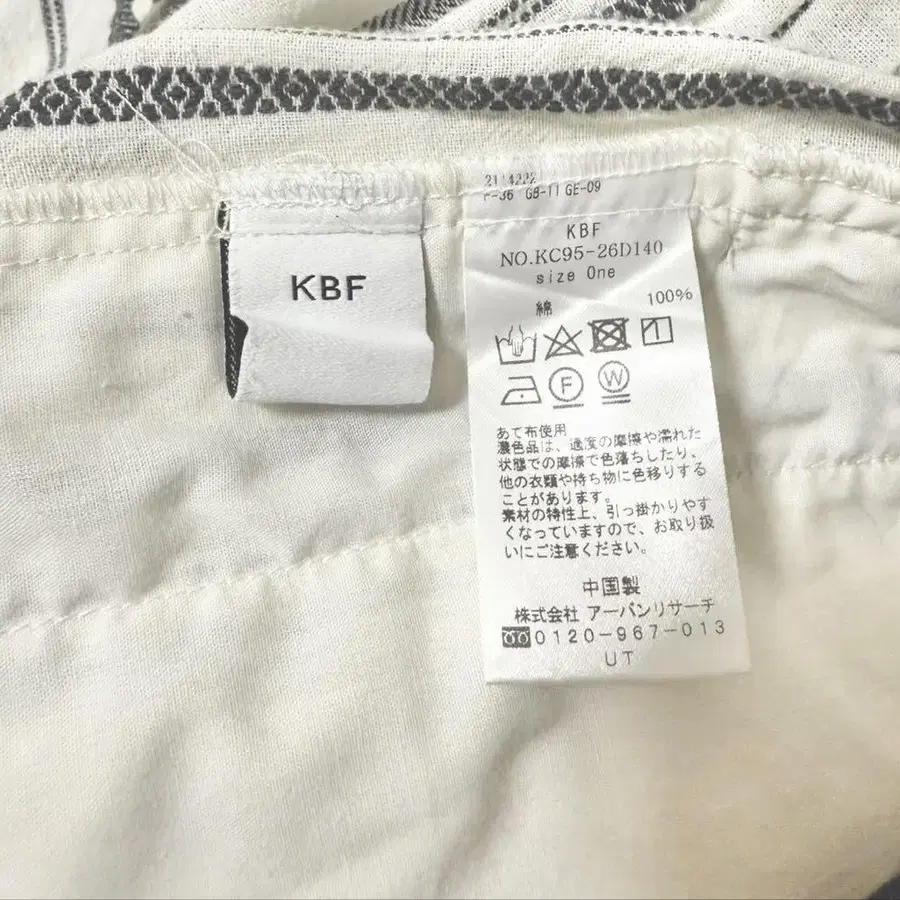 KBF
2114222
F-36 GB-11 GE-09
KBF
NO.KC95-26D140
size One
綿 100%
F
W
あて布使用
濃色品は、過度の摩擦や濡れた
状態での摩擦で色落ちしたり、
他の衣類や持ち物に色移りする
ことがあります。
素材の特性上、引っ掛かりやす
くなっていますので、お取り扱
いにご注意ください。
中国製
株式会社 アーバンリサーチ
0120-967-013
UT